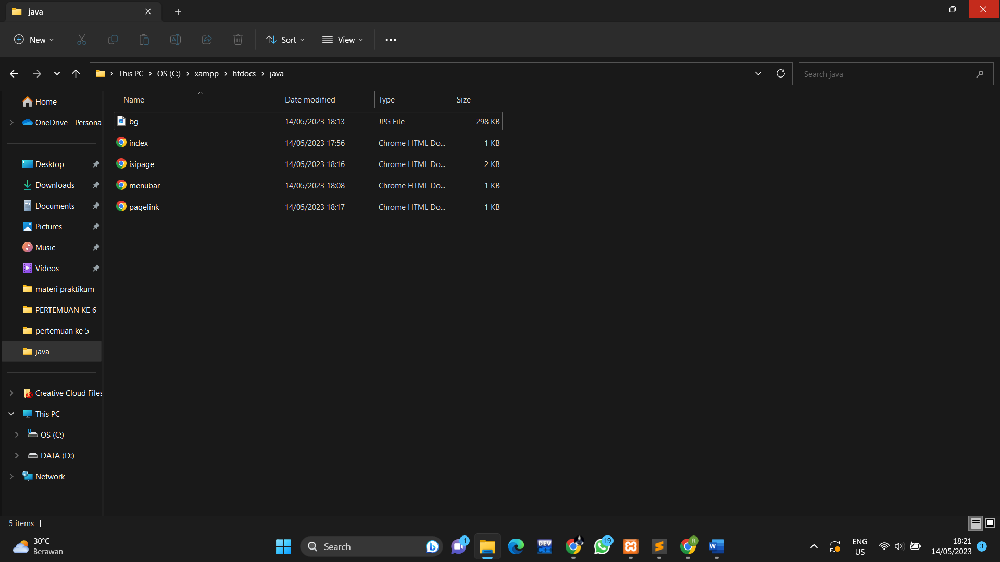 java
New
Sort
View
This PC
OS (C:)
xampp
htdocs
java
Search java
Home
OneDrive - Persona
Desktop
Downloads
Documents
Pictures
Music
Videos
materi praktikum
PERTEMUAN KE 6
pertemuan ke 5
java
Creative Cloud Files
This PC
OS (C:)
DATA (D:)
Network
Name Date modified Type Size
bg 14/05/2023 18:13 JPG File 298 KB
index 14/05/2023 17:56 Chrome HTML Do... 1 KB
isipage 14/05/2023 18:16 Chrome HTML Do... 2 KB
menubar 14/05/2023 18:08 Chrome HTML Do... 1 KB
pagelink 14/05/2023 18:17 Chrome HTML Do... 1 KB
5 items
30°C
Berawan
Search
1
DEV
C++
19
R
W
ENG
US
18:21
14/05/2023
3